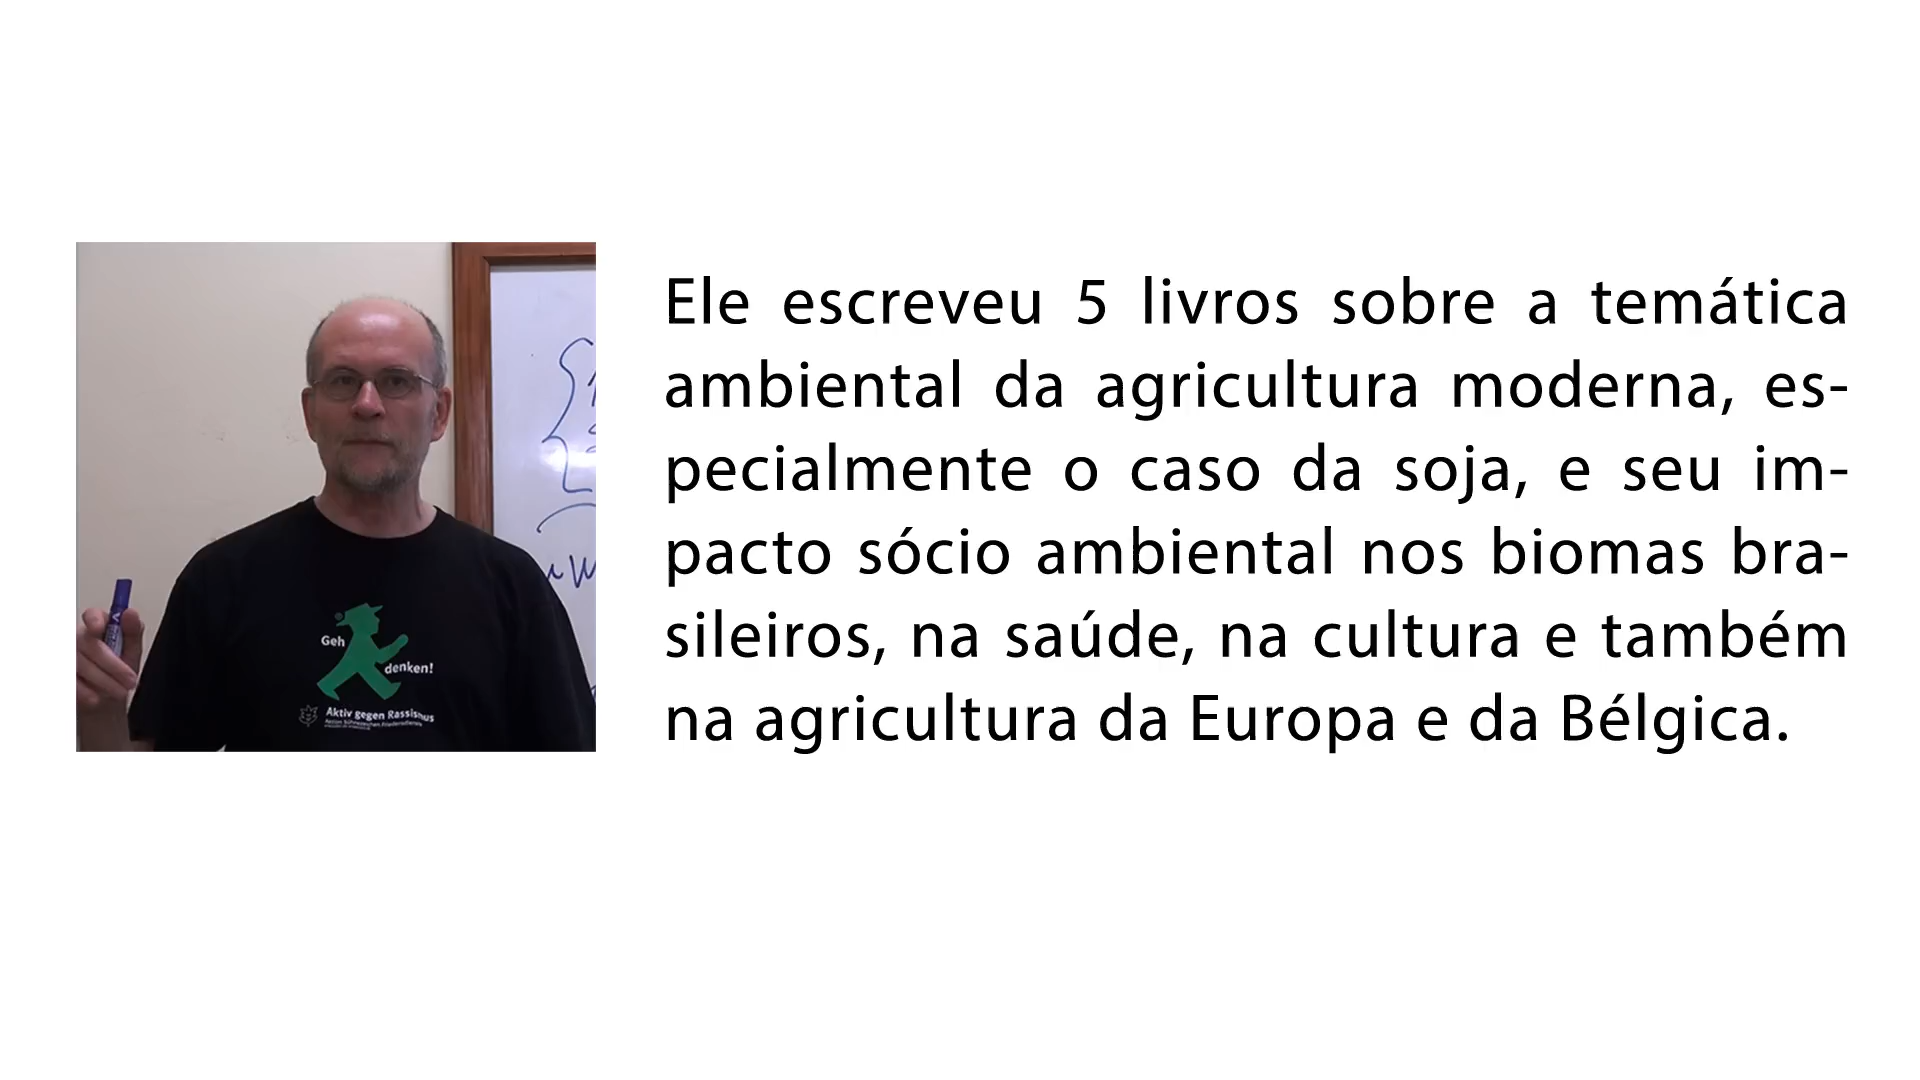 Ele escreveu 5 livros sobre a temática
ambiental da agricultura moderna, es-
pecialmente o caso da soja, e seu im-
pacto sócio ambiental nos biomas bra-
sileiros, na saúde, na cultura e também
na agricultura da Europa e da Bélgica.
Geh
denken!
Aktiv gegen Rassismus